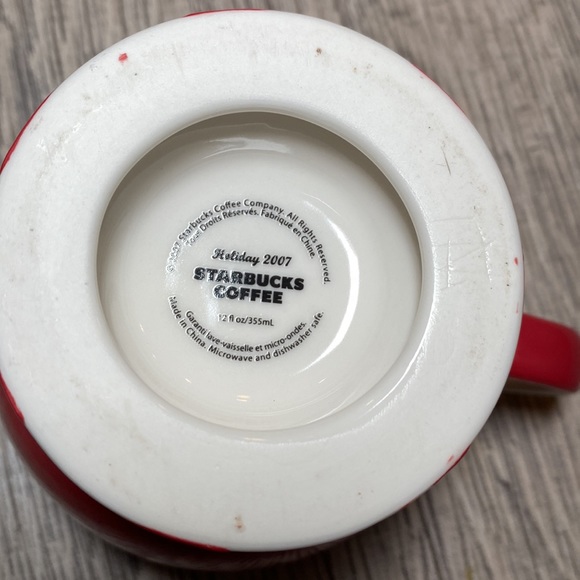 ©2007 Starbucks Coffee Company. All Rights Reserved.
Tous Droits Réservés. Fabriqué en Chine.
Holiday 2007
STARBUCKS
COFFEE
12 fl oz/355mL
Garanti lave-vaisselle et micro-ondes.
Made in China. Microwave and dishwasher safe.